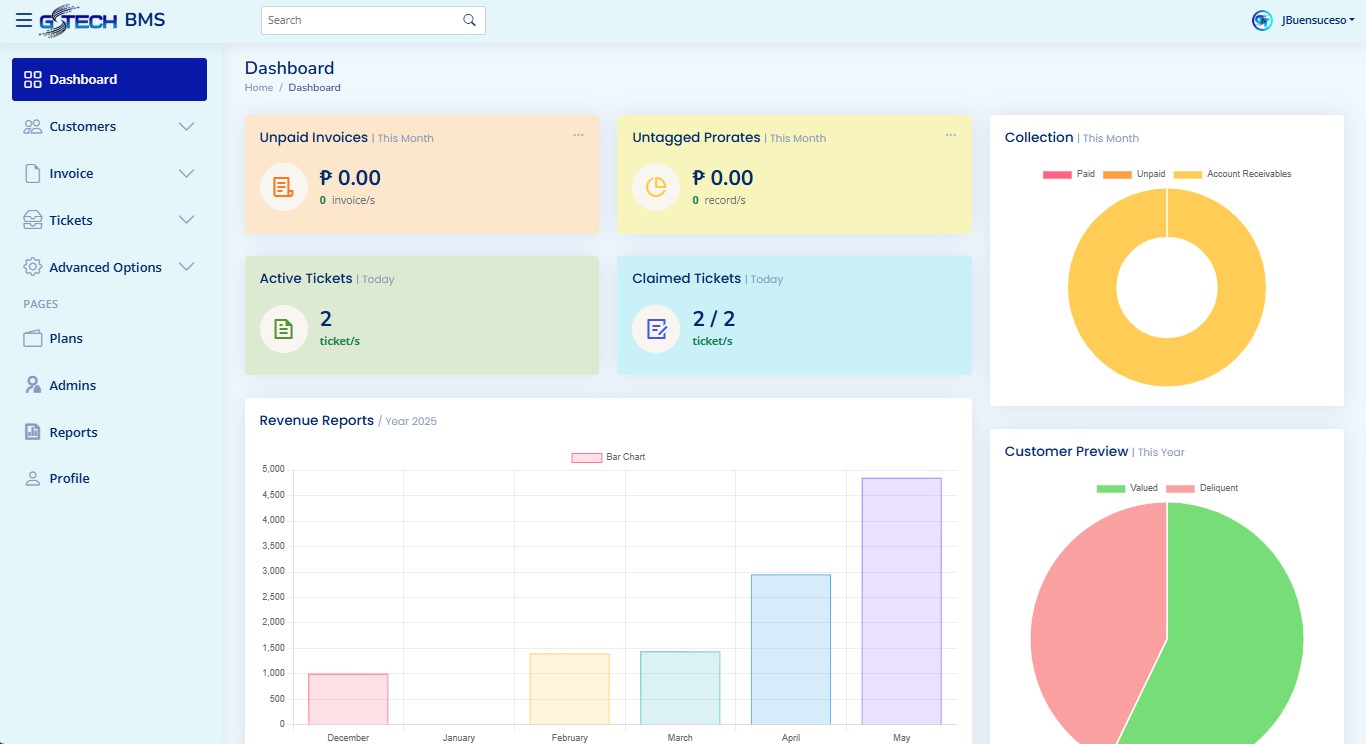 GSTECH BMS
Search
JBuensuceso
Dashboard
Customers
Invoice
Tickets
Advanced Options
PAGES
Plans
Admins
Reports
Profile
Dashboard
Home / Dashboard
Unpaid Invoices | This Month
₱ 0.00
0 invoice/s
Untagged Prorates | This Month
₱ 0.00
0 record/s
Active Tickets | Today
2
ticket/s
Claimed Tickets | Today
2 / 2
ticket/s
Revenue Reports / Year 2025
Bar Chart
5,000
4,500
4,000
3,500
3,000
2,500
2,000
1,500
1,000
500
0
December January February March April May
Collection | This Month
Paid Unpaid Account Receivables
Customer Preview | This Year
Valued Deliquent